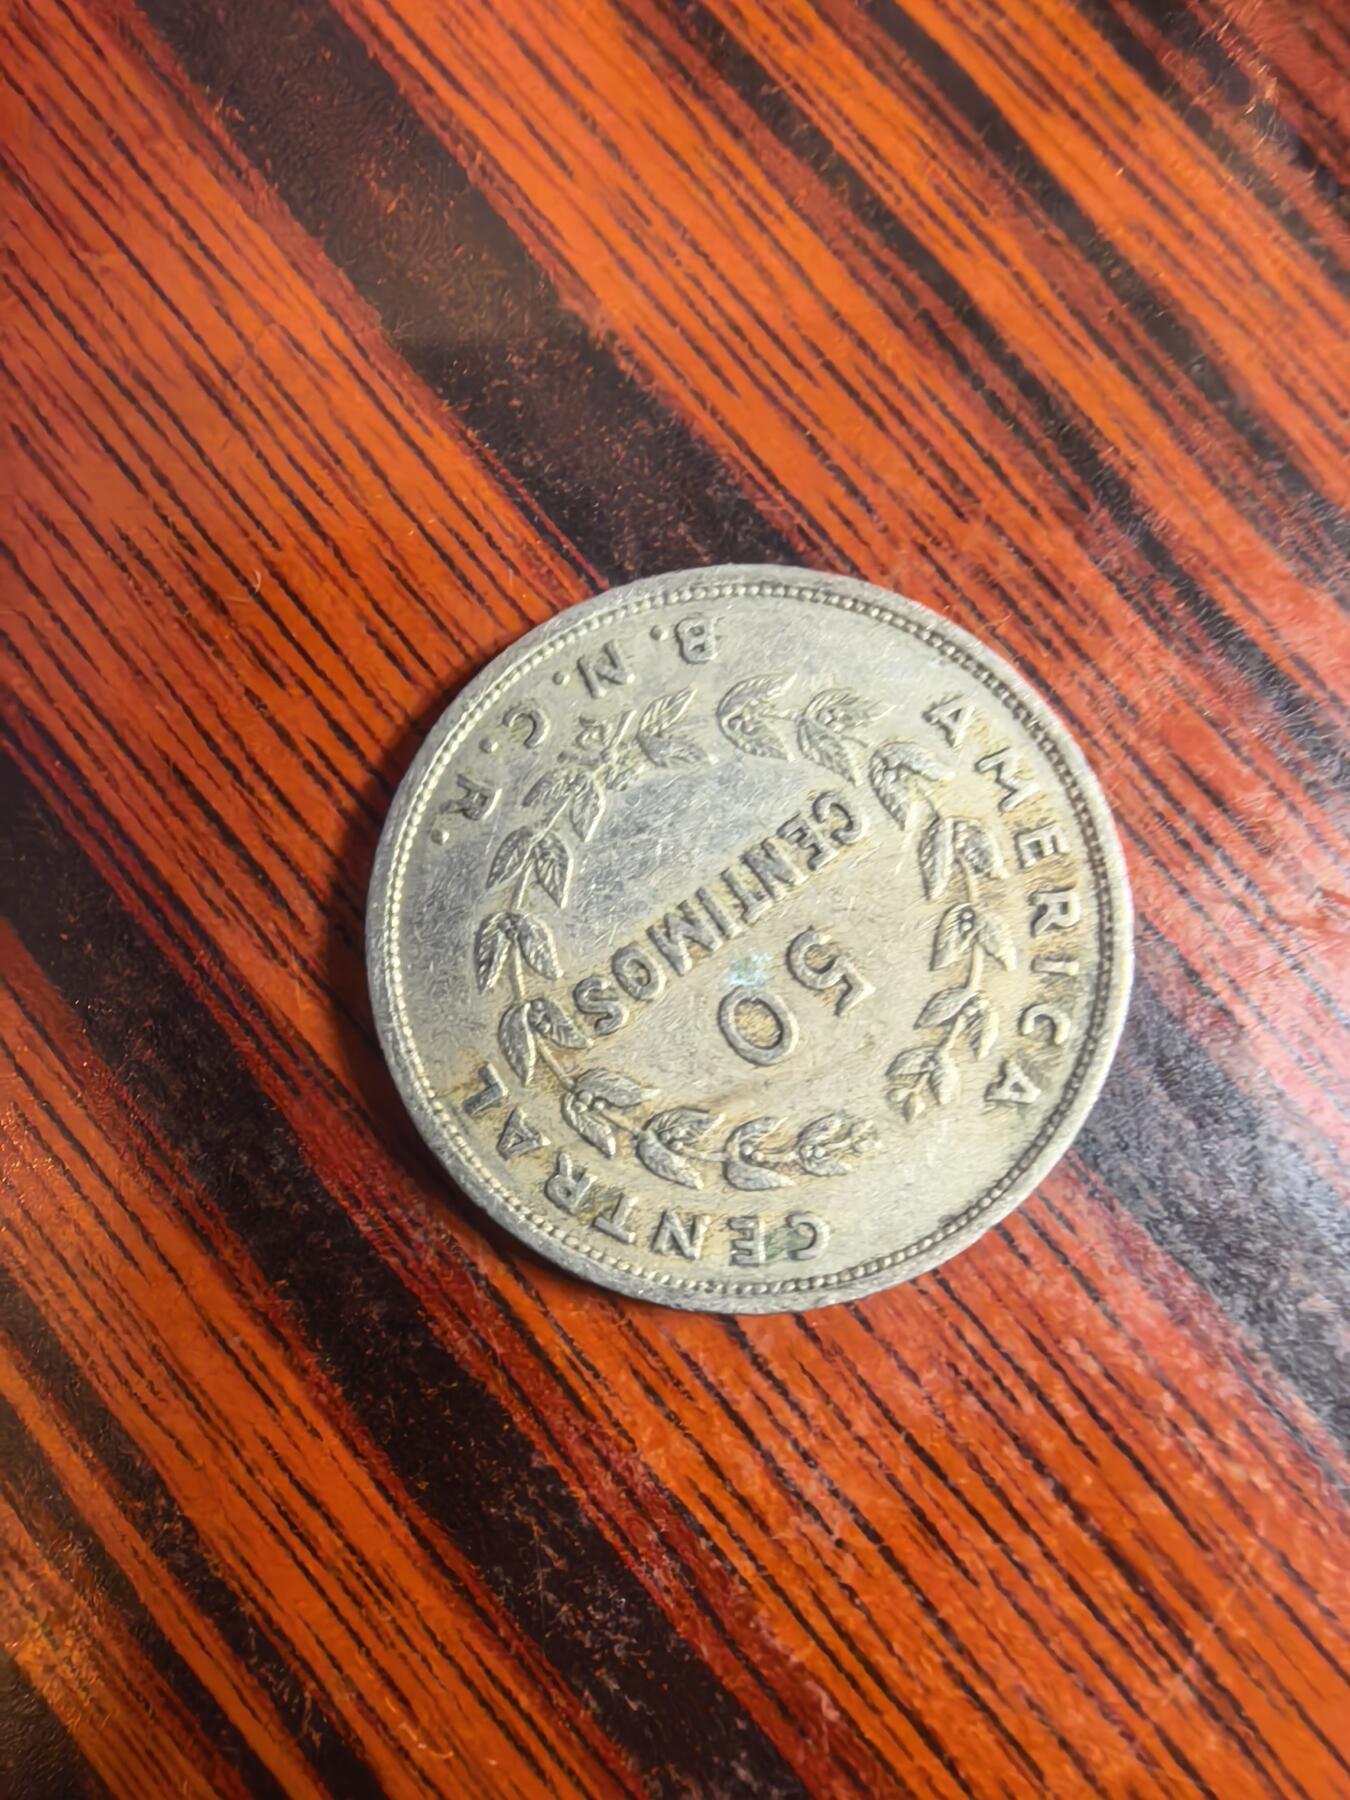 AMERICA CENTRAL
50
CENTIMOS
B. N. C. R.